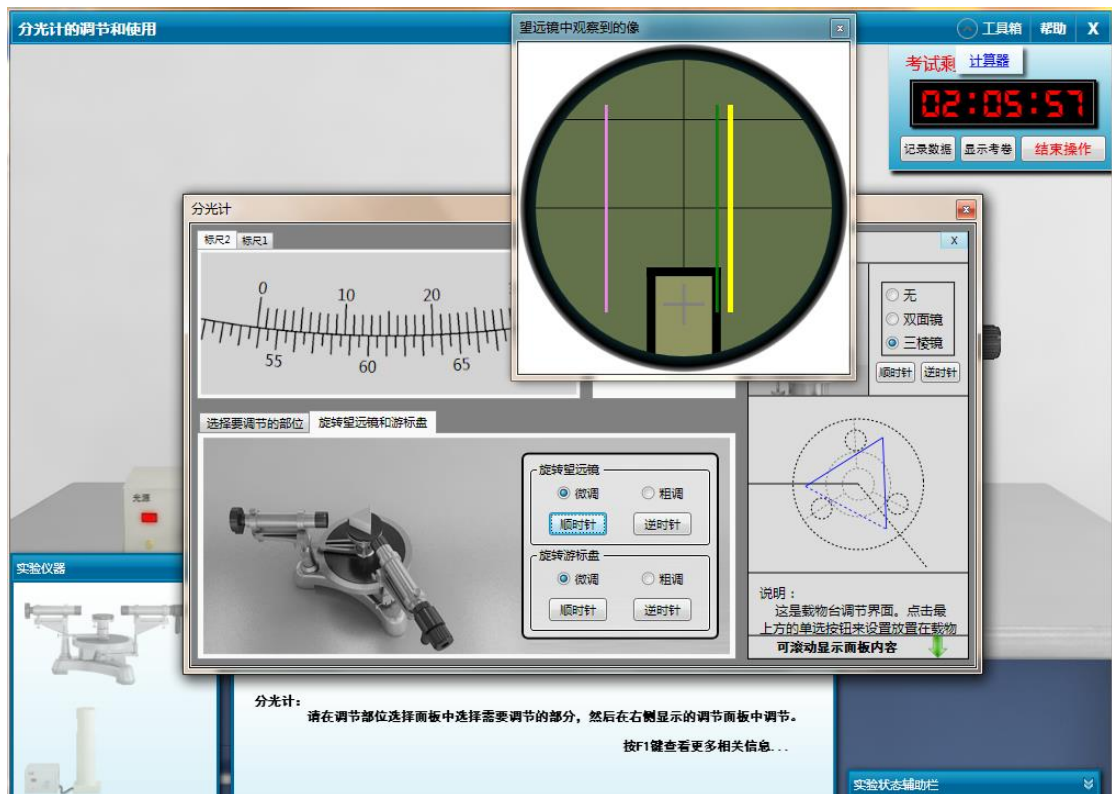 分光计的调节和使用
望远镜中观察到的像
工具箱 帮助 X
考试剩
计算器
02:05:57
记录数据 显示考卷 结束操作
分光计
标尺2 标尺1
X
0 10 20
55 60 65
无
双面镜
三棱镜
顺时针 逆时针
选择要调节的部位 旋转望远镜和游标盘
旋转望远镜
微调 粗调
顺时针 逆时针
旋转游标盘
微调 粗调
顺时针 逆时针
光源
说明：
这是载物台调节界面。点击最
上方的单选按钮来设置放置在载物
可滚动显示面板内容
实验仪器
分光计：
请在调节部位选择面板中选择需要调节的部分，然后在右侧显示的调节面板中调节。
按F1键查看更多相关信息...
实验状态辅助栏